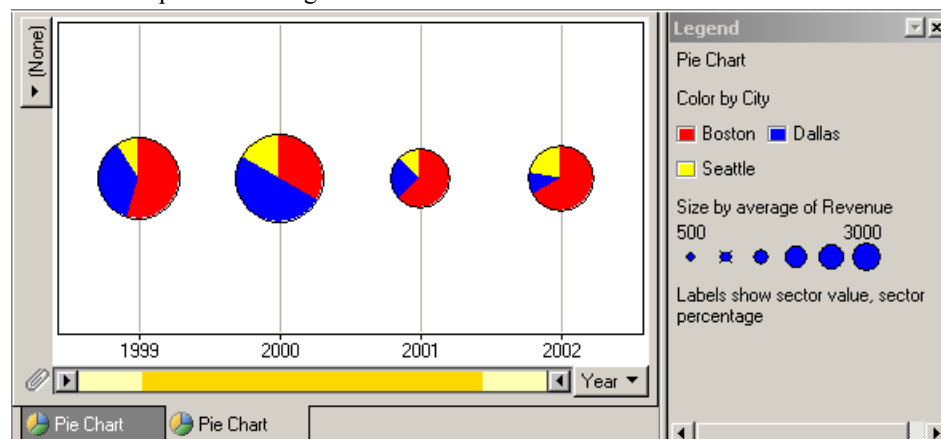 (None)
1999 2000 2001 2002
Year
Pie Chart Pie Chart
Legend
Pie Chart
Color by City
Boston Dallas
Seattle
Size by average of Revenue
500 3000
Labels show sector value, sector
percentage